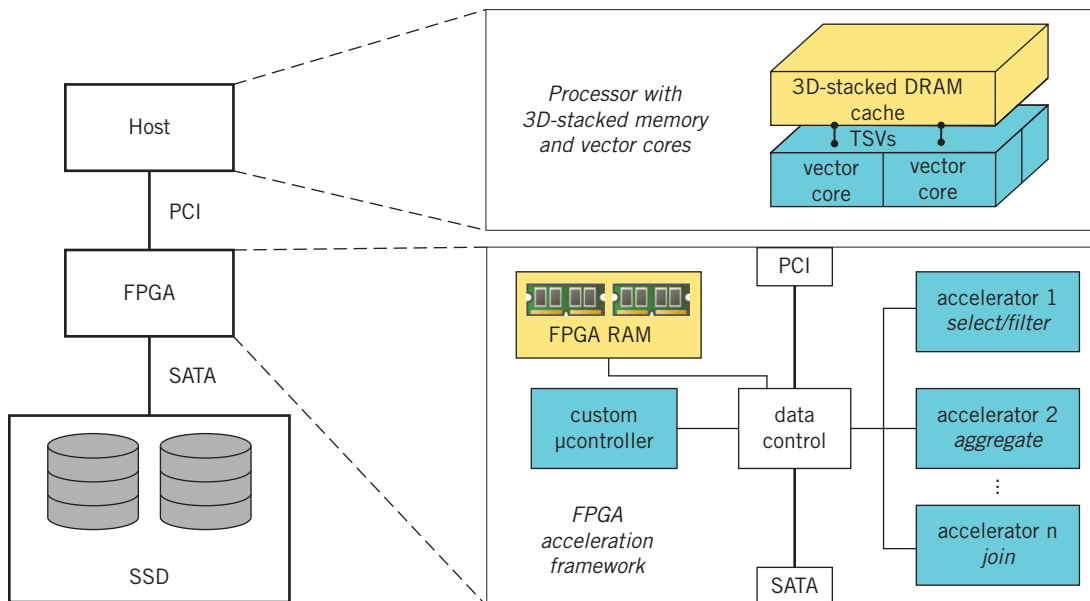 Host
PCI
FPGA
SATA
SSD
Processor with
3D-stacked memory
and vector cores
3D-stacked DRAM
cache
TSVs
vector
core
vector
core
PCI
FPGA RAM
custom
µcontroller
data
control
accelerator 1
select/filter
accelerator 2
aggregate
⋮
accelerator n
join
FPGA
acceleration
framework
SATA